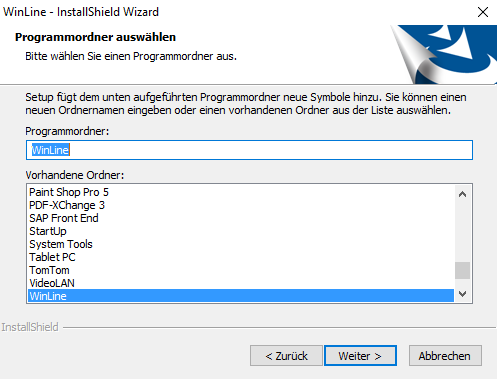 WinLine - InstallShield Wizard
Programmordner auswählen
Bitte wählen Sie einen Programmordner aus.
Setup fügt dem unten aufgeführten Programmordner neue Symbole hinzu. Sie können einen
neuen Ordnernamen eingeben oder einen vorhandenen Ordner aus der Liste auswählen.
Programmordner:
WinLine
Vorhandene Ordner:
Paint Shop Pro 5
PDF-XChange 3
SAP Front End
StartUp
System Tools
Tablet PC
TomTom
VideoLAN
WinLine
InstallShield
< Zurück Weiter > Abbrechen